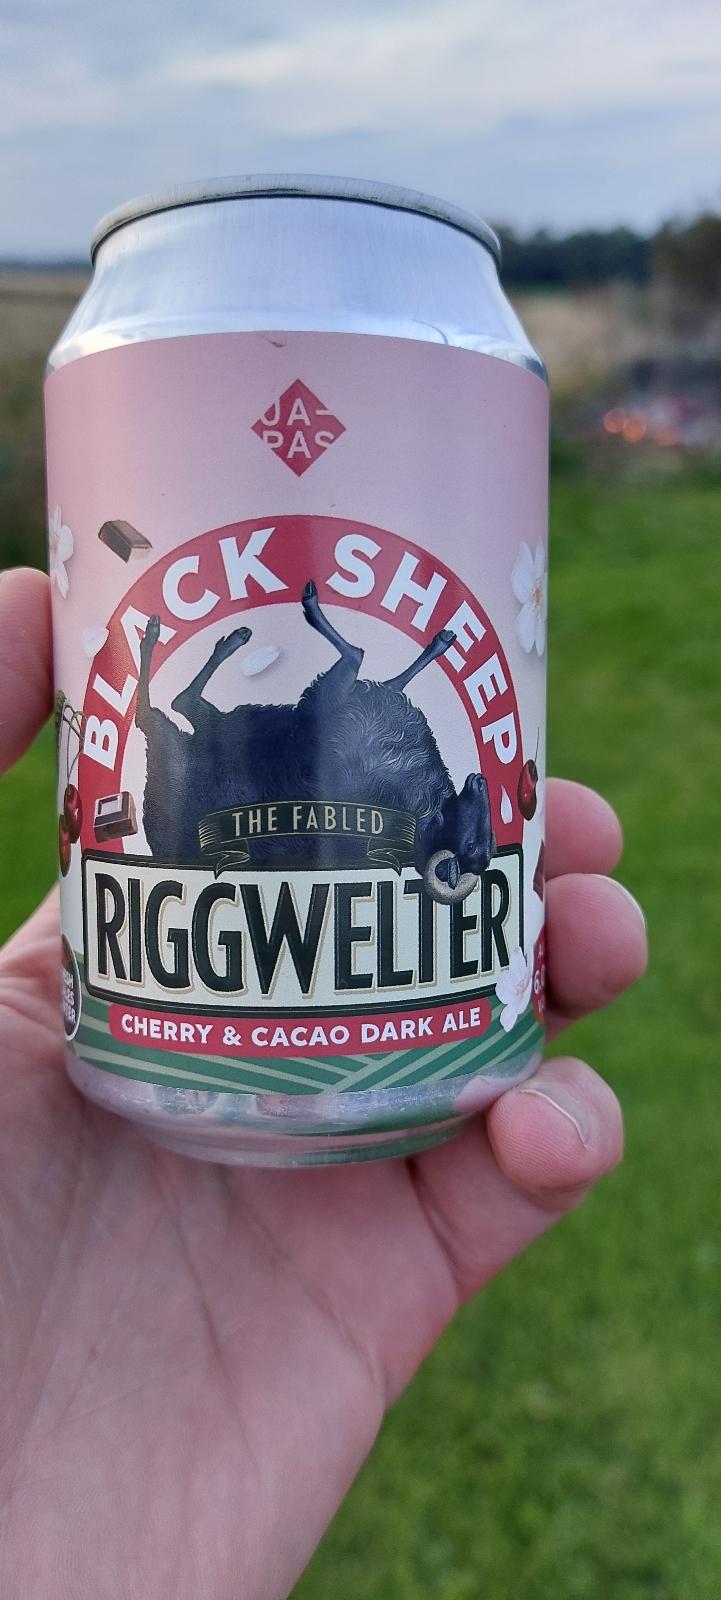 JA-
PAS
BLACK SHEEP
THE FABLED
RIGGWELTER
CHERRY & CACAO DARK ALE